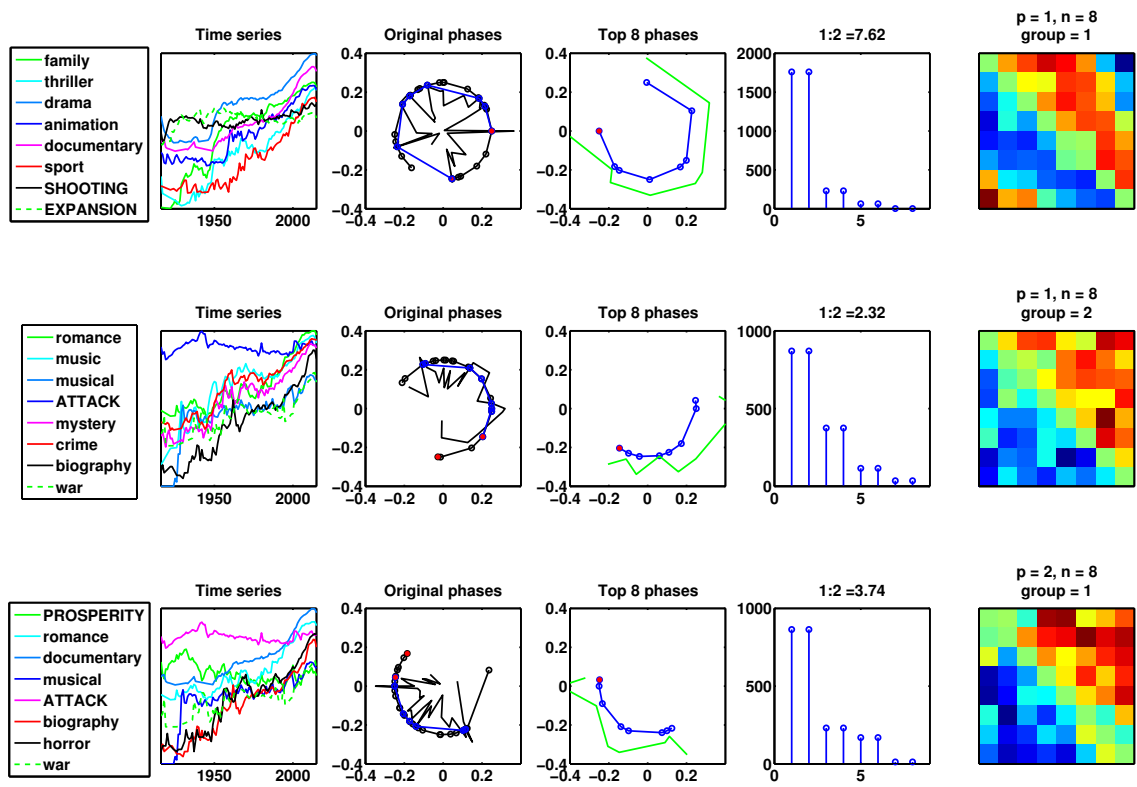 p = 1, n = 8
Time series
Original phases
Top 8 phases
1:2 =7.62
group = 1
family
thriller
drama
animation
documentary
sport
SHOOTING
EXPANSION
1950 2000
0.4
0.2
0
−0.2
−0.4
−0.4 −0.2 0 0.2
0.4
0.2
0
−0.2
−0.4
−0.4 −0.2 0 0.2
2000
1500
1000
500
0
5
p = 1, n = 8
Time series
Original phases
Top 8 phases
1:2 =2.32
group = 2
romance
music
musical
ATTACK
mystery
crime
biography
war
1950 2000
0.4
0.2
0
−0.2
−0.4
−0.4 −0.2 0 0.2
0.4
0.2
0
−0.2
−0.4
−0.4 −0.2 0 0.2
1000
500
0
5
p = 2, n = 8
Time series
Original phases
Top 8 phases
1:2 =3.74
group = 1
PROSPERITY
romance
documentary
musical
ATTACK
biography
horror
war
1950 2000
0.4
0.2
0
−0.2
−0.4
−0.4 −0.2 0 0.2
0.4
0.2
0
−0.2
−0.4
−0.4 −0.2 0 0.2
1000
500
0
5